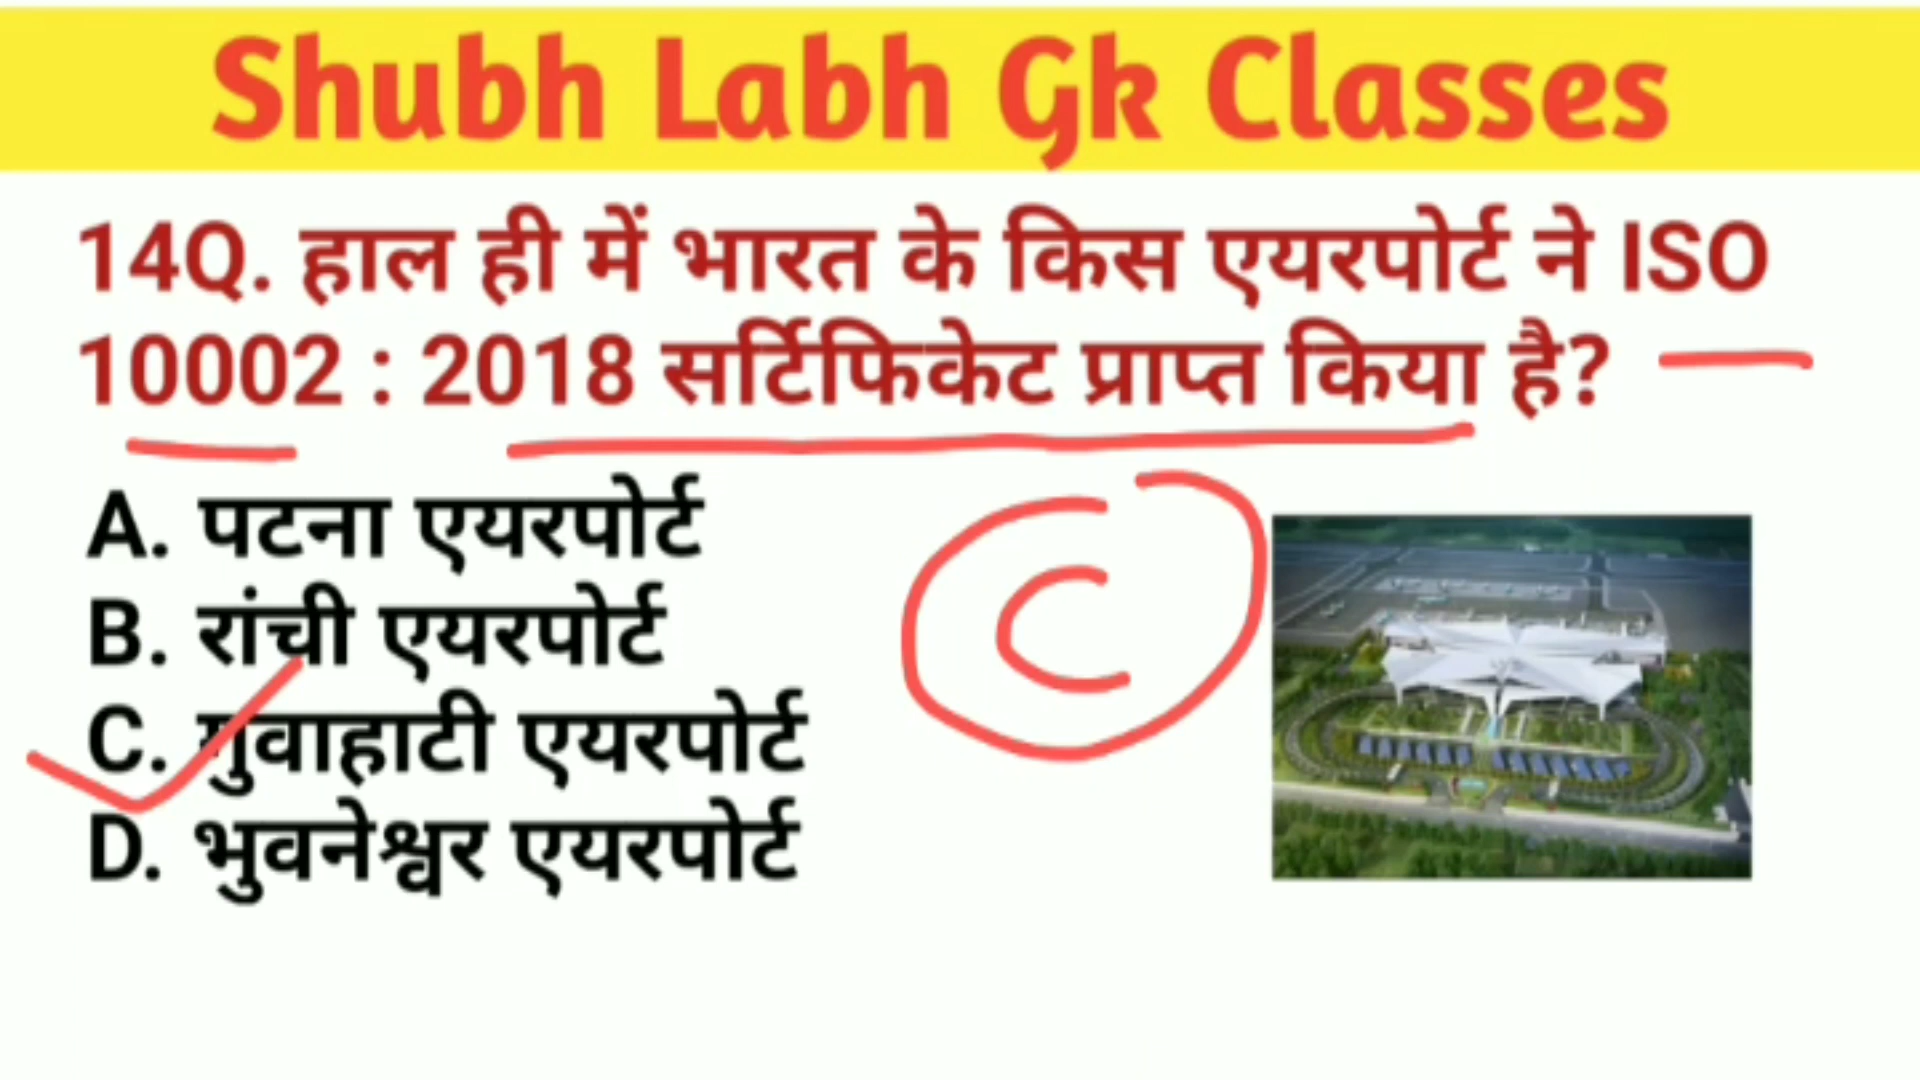 Shubh Labh Gk Classes
14Q. हाल ही में भारत के किस एयरपोर्ट ने ISO
10002 : 2018 सर्टिफिकेट प्राप्त किया है?
A. पटना एयरपोर्ट
B. रांची एयरपोर्ट
C
C. गुवाहाटी एयरपोर्ट
D. भुवनेश्वर एयरपोर्ट